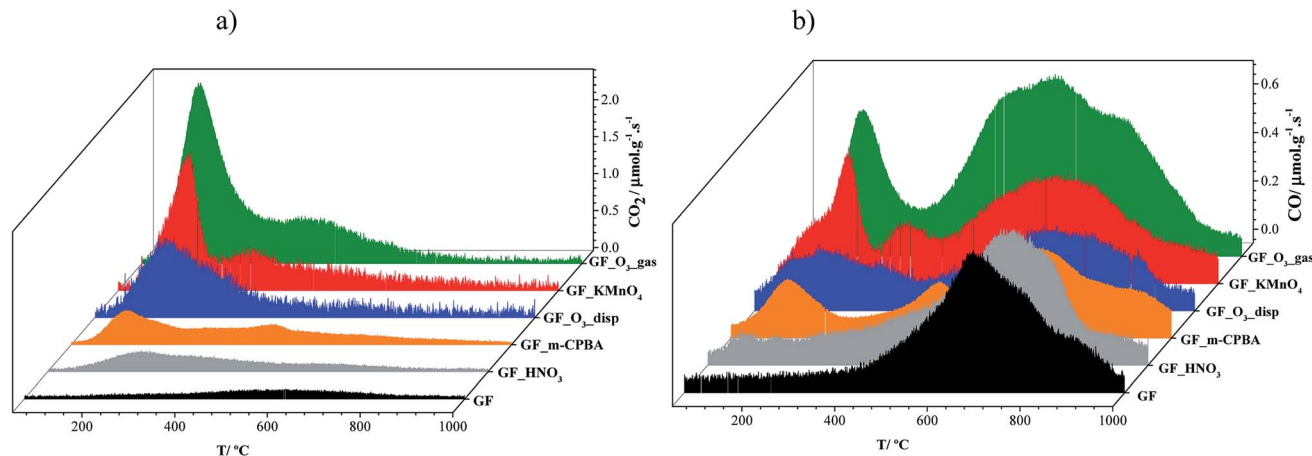 a)
2.0
1.5
1.0
0.5
0.0
CO₂/ μmol.g⁻¹.s⁻¹
GF_O₃_gas
GF_KMnO₄
GF_O₃_disp
GF_m-CPBA
GF_HNO₃
GF
200 400 600 800 1000
T/ ºC
b)
0.6
0.4
0.2
0.0
CO/ μmol.g⁻¹.s⁻¹
GF_O₃_gas
GF_KMnO₄
GF_O₃_disp
GF_m-CPBA
GF_HNO₃
GF
200 400 600 800 1000
T/ ºC